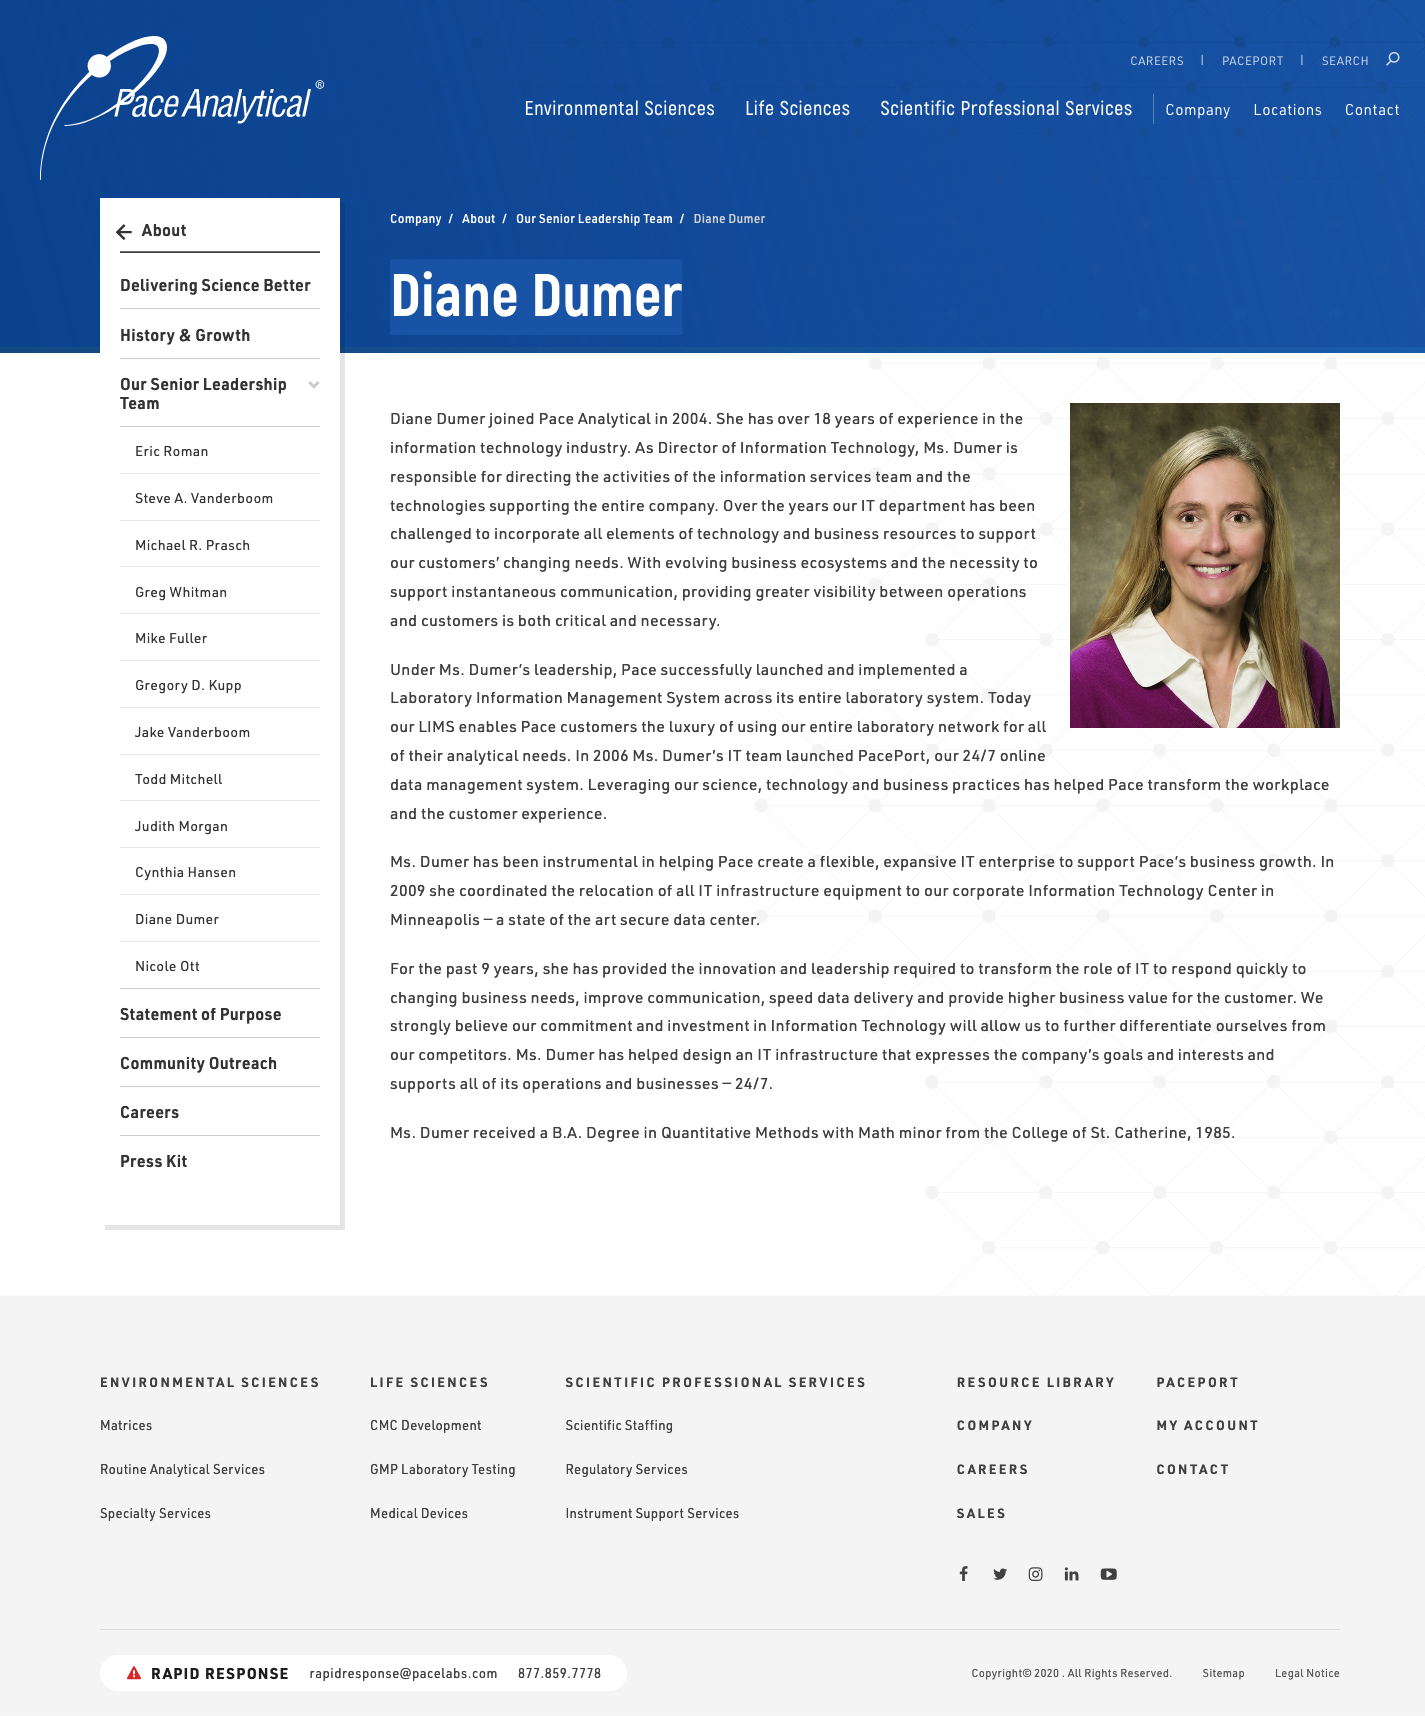 Pace Analytical®
CAREERS | PACEPORT | SEARCH
Environmental Sciences Life Sciences Scientific Professional Services Company Locations Contact
Company / About / Our Senior Leadership Team / Diane Dumer
Diane Dumer
About
Delivering Science Better
History & Growth
Our Senior Leadership
Team
Eric Roman
Steve A. Vanderboom
Michael R. Prasch
Greg Whitman
Mike Fuller
Gregory D. Kupp
Jake Vanderboom
Todd Mitchell
Judith Morgan
Cynthia Hansen
Diane Dumer
Nicole Ott
Statement of Purpose
Community Outreach
Careers
Press Kit
Diane Dumer joined Pace Analytical in 2004. She has over 18 years of experience in the
information technology industry. As Director of Information Technology, Ms. Dumer is
responsible for directing the activities of the information services team and the
technologies supporting the entire company. Over the years our IT department has been
challenged to incorporate all elements of technology and business resources to support
our customers’ changing needs. With evolving business ecosystems and the necessity to
support instantaneous communication, providing greater visibility between operations
and customers is both critical and necessary.
Under Ms. Dumer’s leadership, Pace successfully launched and implemented a
Laboratory Information Management System across its entire laboratory system. Today
our LIMS enables Pace customers the luxury of using our entire laboratory network for all
of their analytical needs. In 2006 Ms. Dumer’s IT team launched PacePort, our 24/7 online
data management system. Leveraging our science, technology and business practices has helped Pace transform the workplace
and the customer experience.
Ms. Dumer has been instrumental in helping Pace create a flexible, expansive IT enterprise to support Pace’s business growth. In
2009 she coordinated the relocation of all IT infrastructure equipment to our corporate Information Technology Center in
Minneapolis – a state of the art secure data center.
For the past 9 years, she has provided the innovation and leadership required to transform the role of IT to respond quickly to
changing business needs, improve communication, speed data delivery and provide higher business value for the customer. We
strongly believe our commitment and investment in Information Technology will allow us to further differentiate ourselves from
our competitors. Ms. Dumer has helped design an IT infrastructure that expresses the company’s goals and interests and
supports all of its operations and businesses – 24/7.
Ms. Dumer received a B.A. Degree in Quantitative Methods with Math minor from the College of St. Catherine, 1985.
ENVIRONMENTAL SCIENCES
Matrices
Routine Analytical Services
Specialty Services
LIFE SCIENCES
CMC Development
GMP Laboratory Testing
Medical Devices
SCIENTIFIC PROFESSIONAL SERVICES
Scientific Staffing
Regulatory Services
Instrument Support Services
RESOURCE LIBRARY
COMPANY
CAREERS
SALES
PACEPORT
MY ACCOUNT
CONTACT
RAPID RESPONSE rapidresponse@pacelabs.com 877.859.7778
Copyright© 2020 . All Rights Reserved. Sitemap Legal Notice